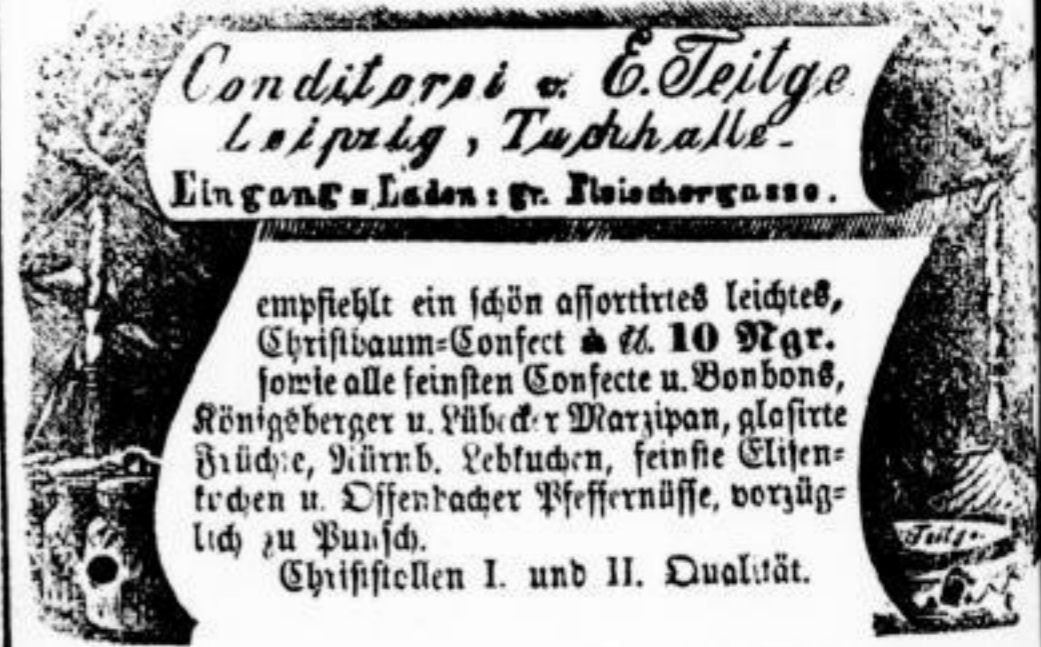 Conditorei v. E. Teitge
Leipzig, Tuchhalle.
Eingang u. Laden: gr. Fleischergasse.
empfiehlt ein schön assortirtes leichtes,
Christbaum-Confect à ℔. 10 Ngr.
sowie alle feinsten Confecte u. Bonbons,
Königsberger u. Lübecker Marzipan, glasirte
Früchte, Nürnb. Lebkuchen, feinste Elisen-
kuchen u. Offenbacher Pfeffernüsse, vorzüg-
lich zu Punsch.
Christstollen I. und II. Qualität.
Teitge